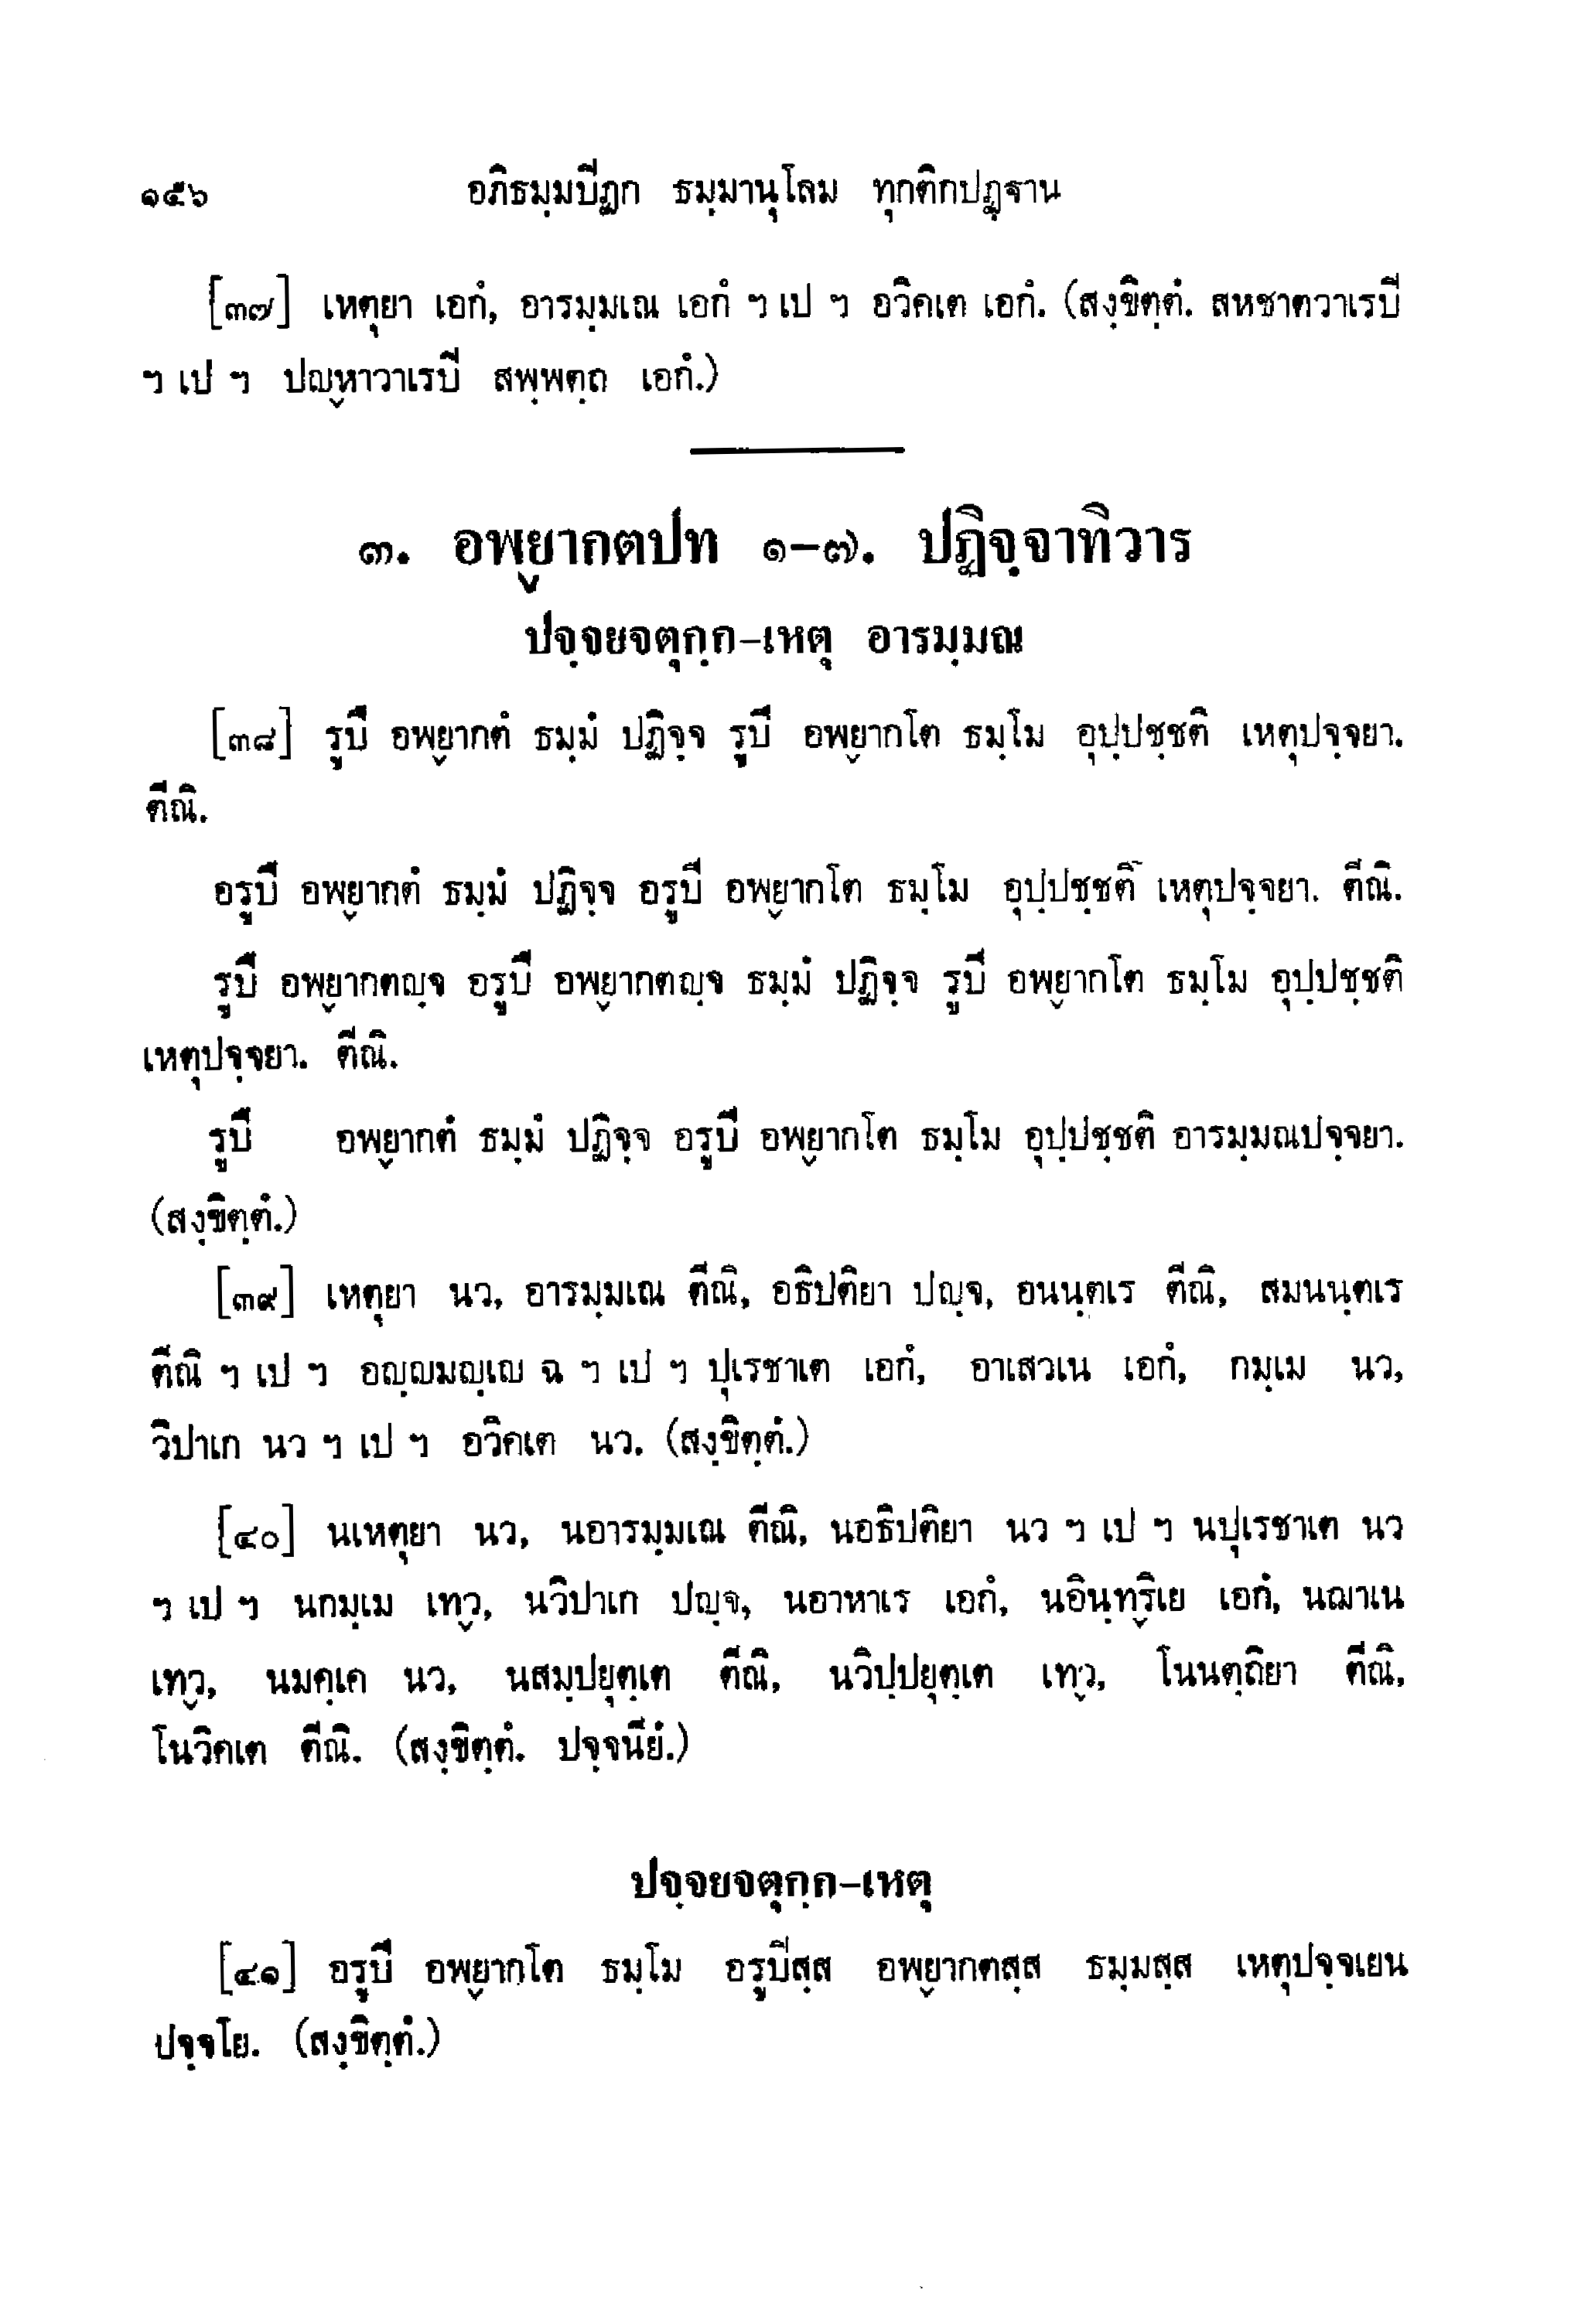 ๑๕๖ อภิธมฺมปิฏก ธมฺมานุโลม ทุกติกปฏฺฐาน
[๓๗] เหตุยา เอกํ, อารมฺมเณ เอกํ ฯ เป ฯ อวิคเต เอกํ. (สงฺขิตฺตํ. สหชาตวาเรปิ
ฯ เป ฯ ปญฺหาวาเรปิ สพฺพตฺถ เอกํ.)
๓. อพฺยากตปท ๑-๗. ปฏิจฺจาทิวาร
ปจฺจยจตุกฺก-เหตุ อารมฺมณ
[๓๘] รูปึ อพฺยากตํ ธมฺมํ ปฏิจฺจ รูปี อพฺยากโต ธมฺโม อุปฺปชฺชติ เหตุปจฺจยา.
ตีณิ.
อรูปึ อพฺยากตํ ธมฺมํ ปฏิจฺจ อรูปี อพฺยากโต ธมฺโม อุปฺปชฺชติ เหตุปจฺจยา. ตีณิ.
รูปึ อพฺยากตญฺจ อรูปึ อพฺยากตญฺจ ธมฺมํ ปฏิจฺจ รูปี อพฺยากโต ธมฺโม อุปฺปชฺชติ
เหตุปจฺจยา. ตีณิ.
รูปึ อพฺยากตํ ธมฺมํ ปฏิจฺจ อรูปี อพฺยากโต ธมฺโม อุปฺปชฺชติ อารมฺมณปจฺจยา.
(สงฺขิตฺตํ.)
[๓๙] เหตุยา นว, อารมฺมเณ ตีณิ, อธิปติยา ปญฺจ, อนนฺตเร ตีณิ, สมนนฺตเร
ตีณิ ฯ เป ฯ อญฺญมญฺเญ ฉ ฯ เป ฯ ปุเรชาเต เอกํ, อาเสวเน เอกํ, กมฺเม นว,
วิปาเก นว ฯ เป ฯ อวิคเต นว. (สงฺขิตฺตํ.)
[๔๐] นเหตุยา นว, นอารมฺมเณ ตีณิ, นอธิปติยา นว ฯ เป ฯ นปุเรชาเต นว
ฯ เป ฯ นกมฺเม เทฺว, นวิปาเก ปญฺจ, นอาหาเร เอกํ, นอินฺทฺริเย เอกํ, นฌาเน
เทฺว, นมคฺเค นว, นสมฺปยุตฺเต ตีณิ, นวิปฺปยุตฺเต เทฺว, โนนตฺถิยา ตีณิ,
โนวิคเต ตีณิ. (สงฺขิตฺตํ. ปจฺจนียํ.)
ปจฺจยจตุกฺก-เหตุ
[๔๑] อรูปี อพฺยากโต ธมฺโม อรูปิสฺส อพฺยากตสฺส ธมฺมสฺส เหตุปจฺจเยน
ปจฺจโย. (สงฺขิตฺตํ.)